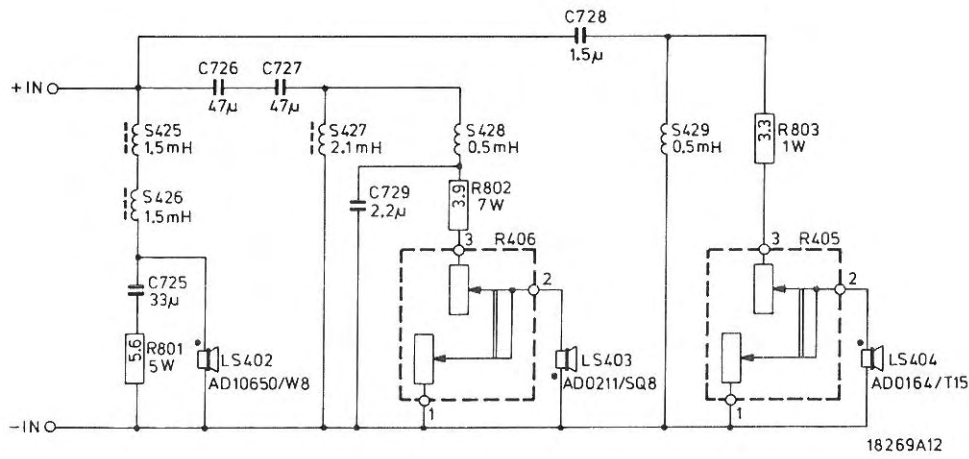 C728
1.5µ
C726
C727
+IN
47µ
47µ
S425
1.5mH
S427
2.1mH
S428
0.5mH
S429
0.5mH
3.3
R803
1W
S426
1.5mH
C729
2.2µ
3.9
R802
7W
3
R406
3
R405
C725
33µ
2
2
5.6
R801
5W
LS402
AD10650/W8
LS403
AD0211/SQ8
LS404
AD0164/T15
1
1
-IN
18269A12